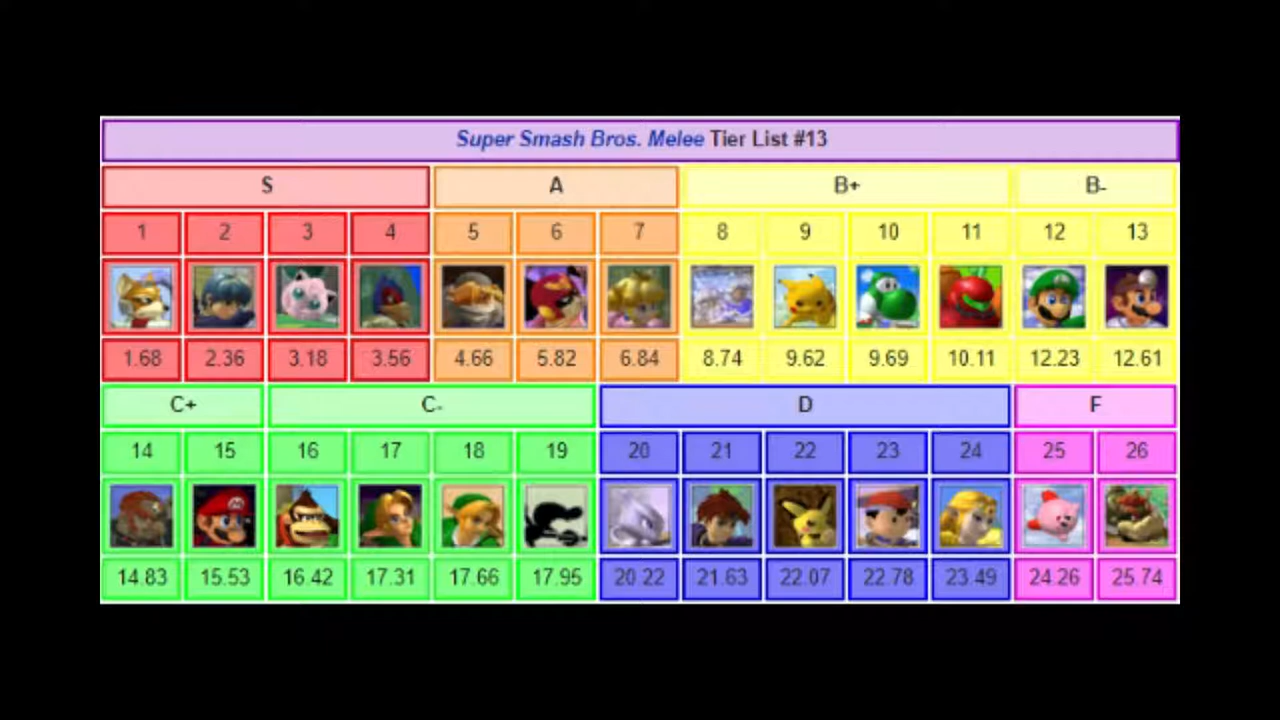 Super Smash Bros. Melee Tier List #13
S A B+ B-
1 2 3 4 5 6 7 8 9 10 11 12 13
1.68 2.36 3.18 3.56 4.66 5.82 6.84 8.74 9.62 9.69 10.11 12.23 12.61
C+ C- D F
14 15 16 17 18 19 20 21 22 23 24 25 26
14.83 15.53 16.42 17.31 17.66 17.95 20.22 21.63 22.07 22.78 23.49 24.26 25.74